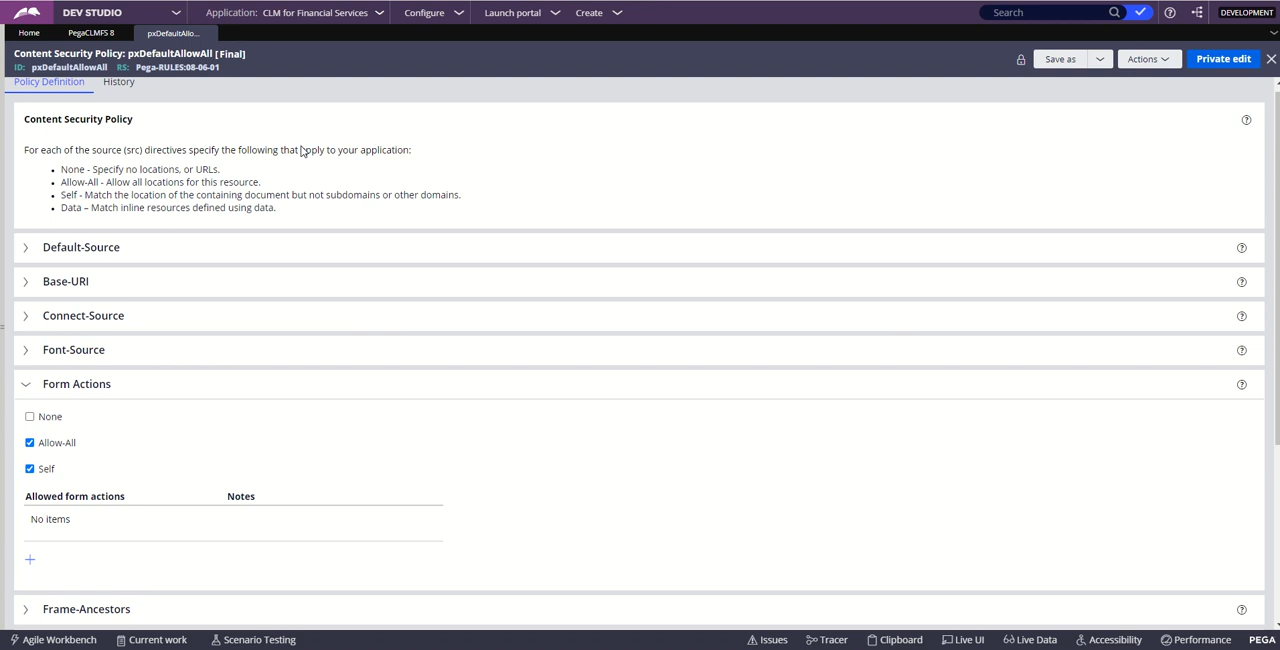 DEV STUDIO Application: CLM for Financial Services Configure Launch portal Create Search DEVELOPMENT
Home PegaCLMFS 8 pxDefaultAllo...
Content Security Policy: pxDefaultAllowAll [Final]
ID: pxDefaultAllowAll RS: Pega-RULES:08-06-01
Save as Actions Private edit
Policy Definition History
Content Security Policy
For each of the source (src) directives specify the following that apply to your application:
• None - Specify no locations, or URLs.
• Allow-All - Allow all locations for this resource.
• Self - Match the location of the containing document but not subdomains or other domains.
• Data – Match inline resources defined using data.
Default-Source
Base-URI
Connect-Source
Font-Source
Form Actions
None
Allow-All
Self
Allowed form actions Notes
No items
Frame-Ancestors
Agile Workbench Current work Scenario Testing Issues Tracer Clipboard Live UI Live Data Accessibility Performance PEGA